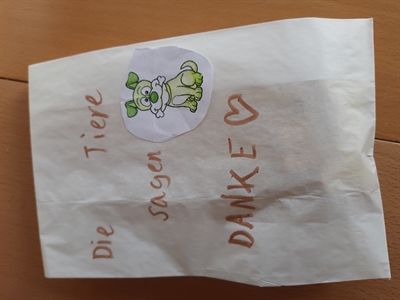 Die Tiere
sagen
DANKE ♡